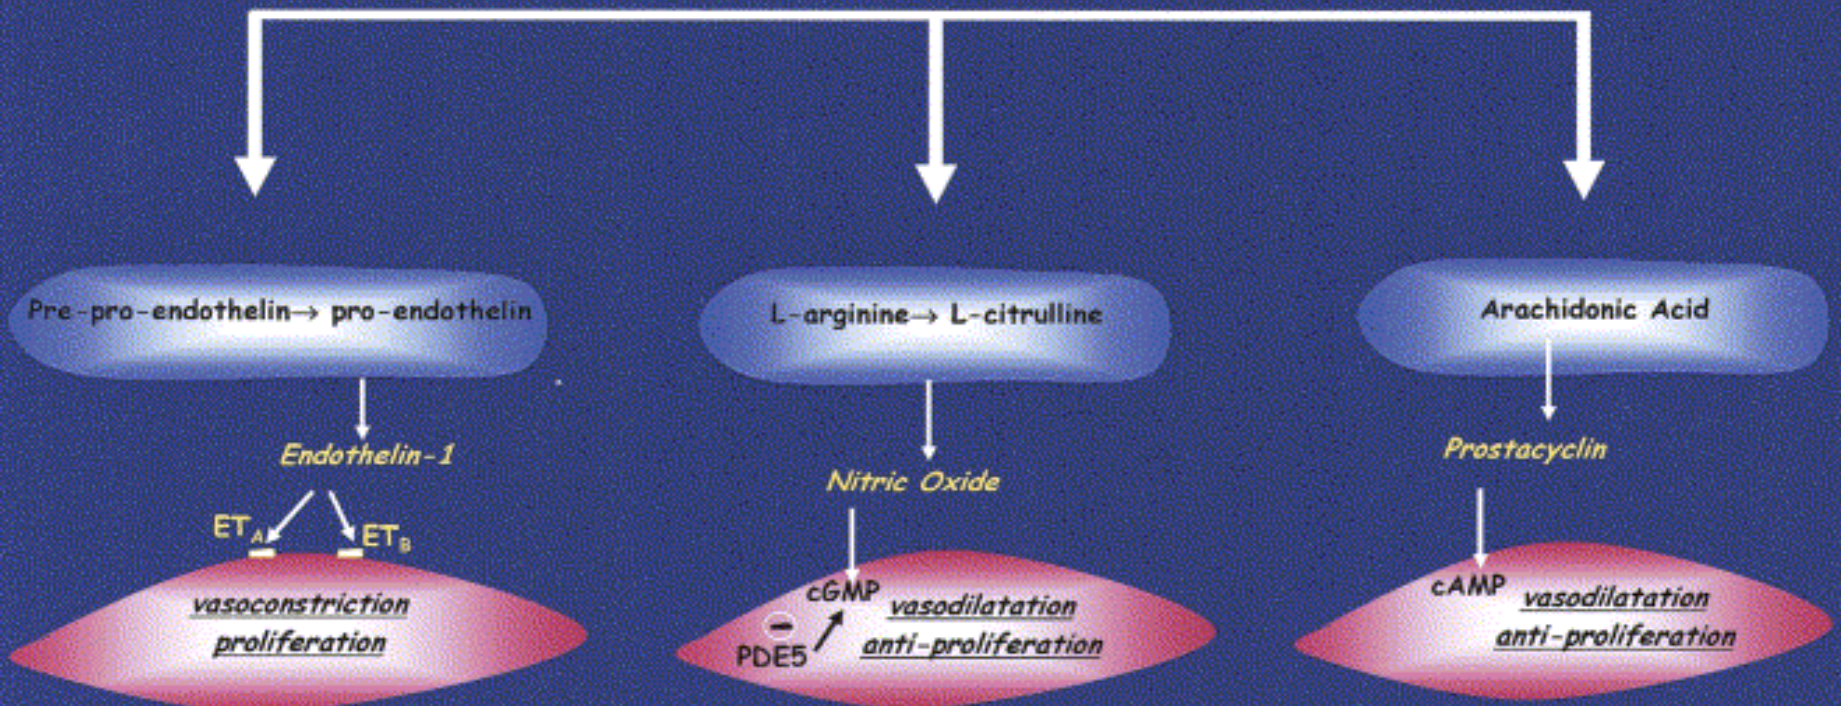 Pre-pro-endothelin→ pro-endothelin
Endothelin-1
ETA
ETB
vasoconstriction
proliferation
L-arginine→ L-citrulline
Nitric Oxide
cGMP
PDE5
vasodilatation
anti-proliferation
Arachidonic Acid
Prostacyclin
cAMP
vasodilatation
anti-proliferation